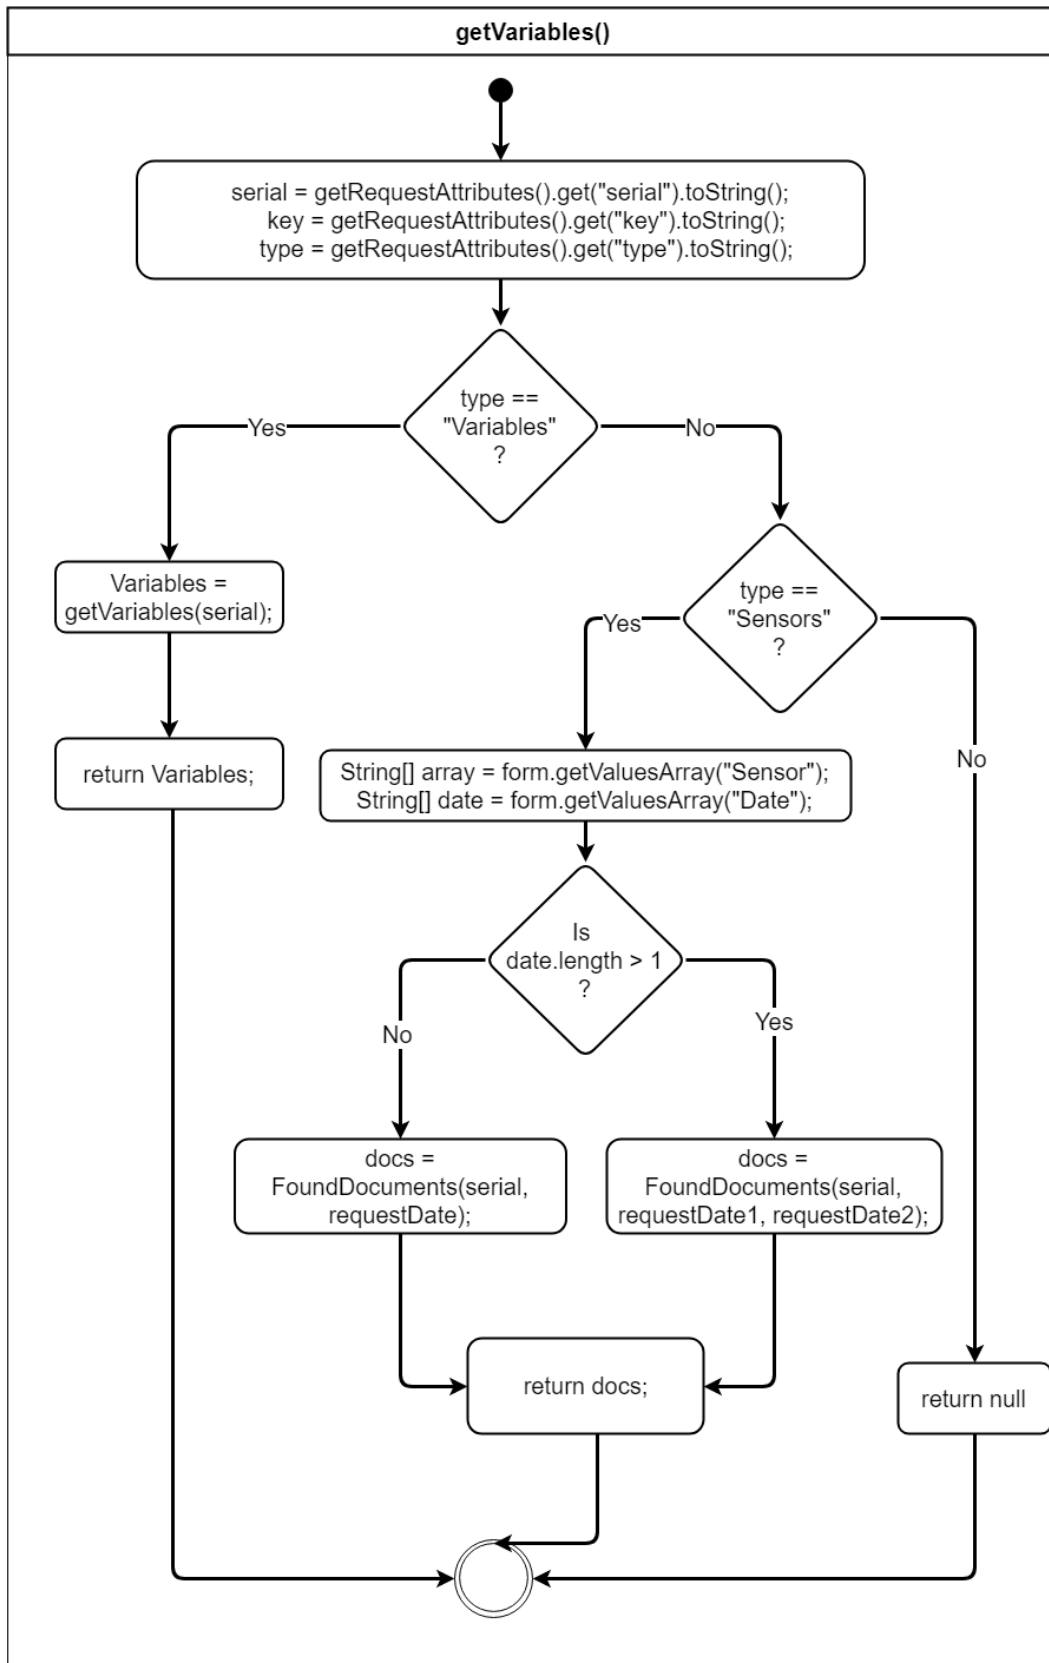 getVariables()
serial = getRequestAttributes().get("serial").toString();
key = getRequestAttributes().get("key").toString();
type = getRequestAttributes().get("type").toString();
type ==
"Variables"
?
Yes
No
Variables =
getVariables(serial);
type ==
"Sensors"
?
Yes
No
return Variables;
String[] array = form.getValuesArray("Sensor");
String[] date = form.getValuesArray("Date");
Is
date.length > 1
?
No
Yes
docs =
FoundDocuments(serial,
requestDate);
docs =
FoundDocuments(serial,
requestDate1, requestDate2);
return docs;
return null